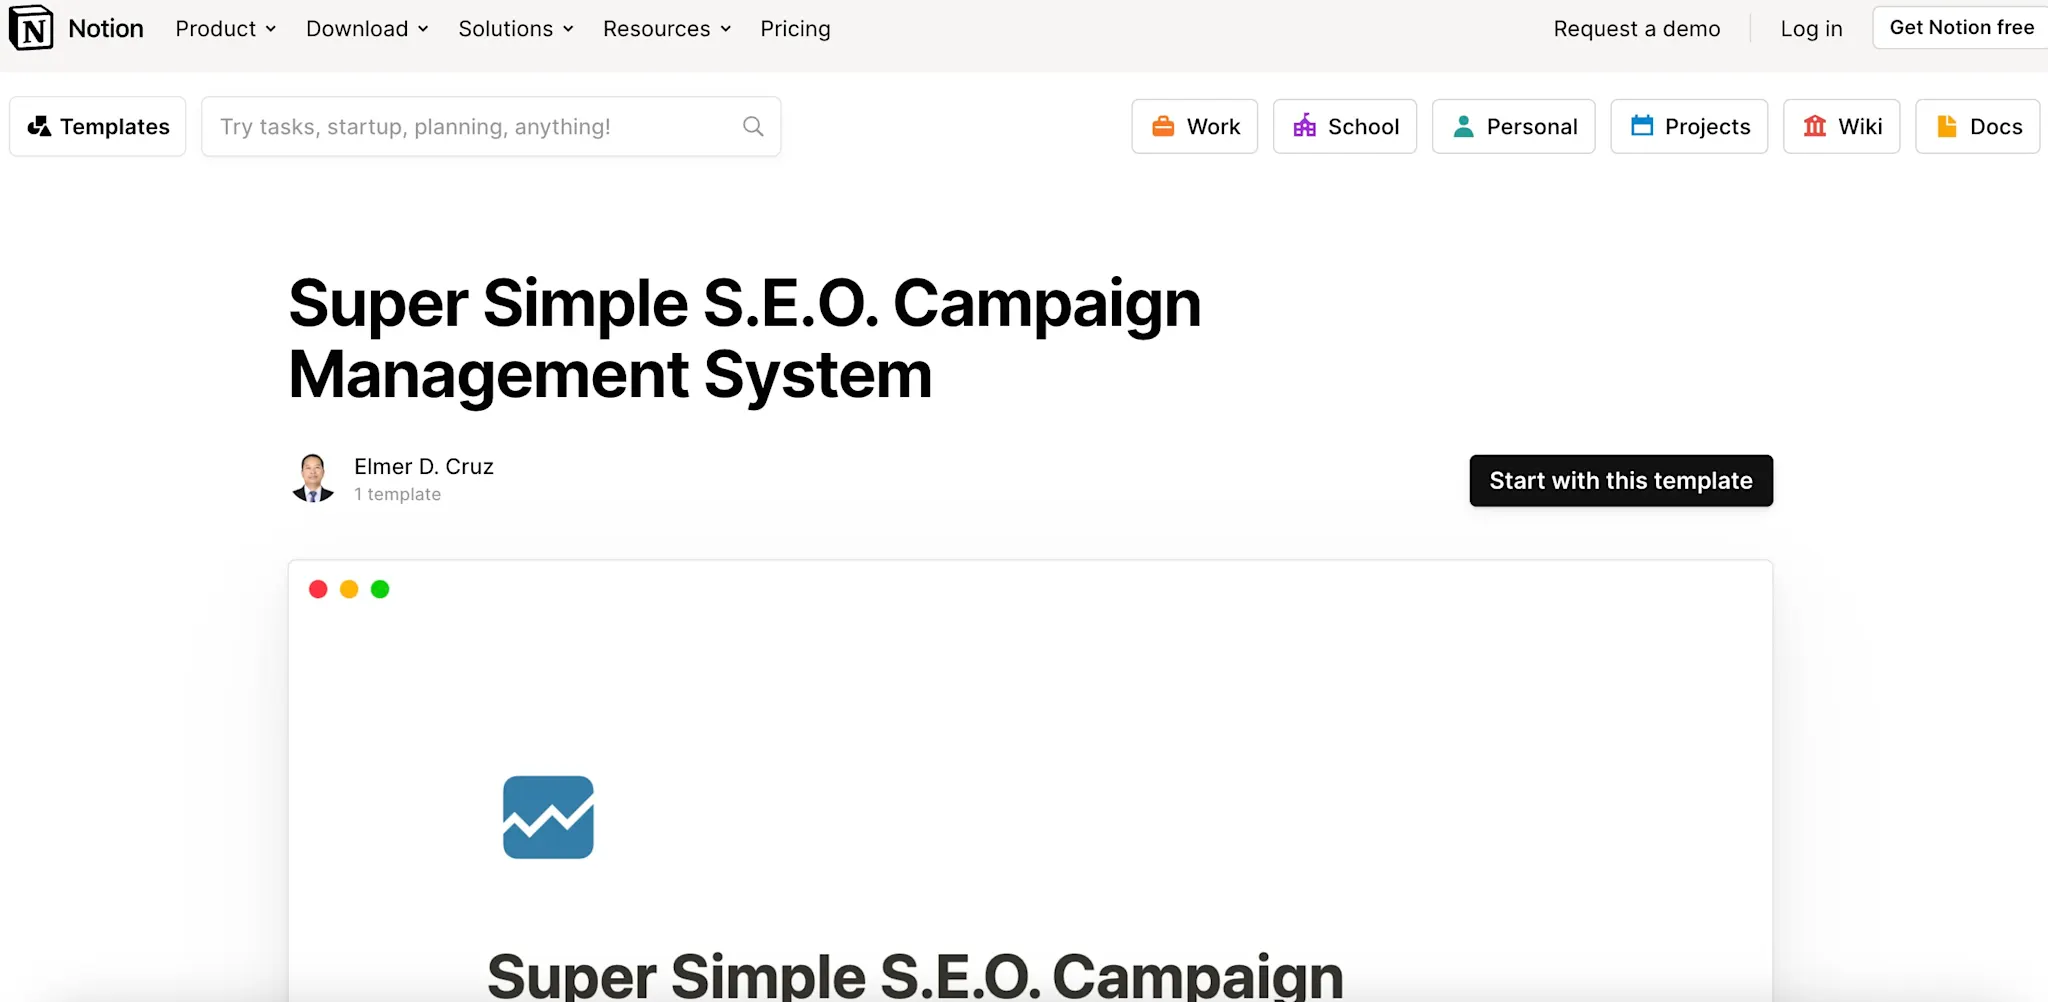 Notion Product Download Solutions Resources Pricing Request a demo Log in Get Notion free
Templates Try tasks, startup, planning, anything! Work School Personal Projects Wiki Docs
Super Simple S.E.O. Campaign
Management System
Elmer D. Cruz
1 template
Start with this template
Super Simple S.E.O. Campaign